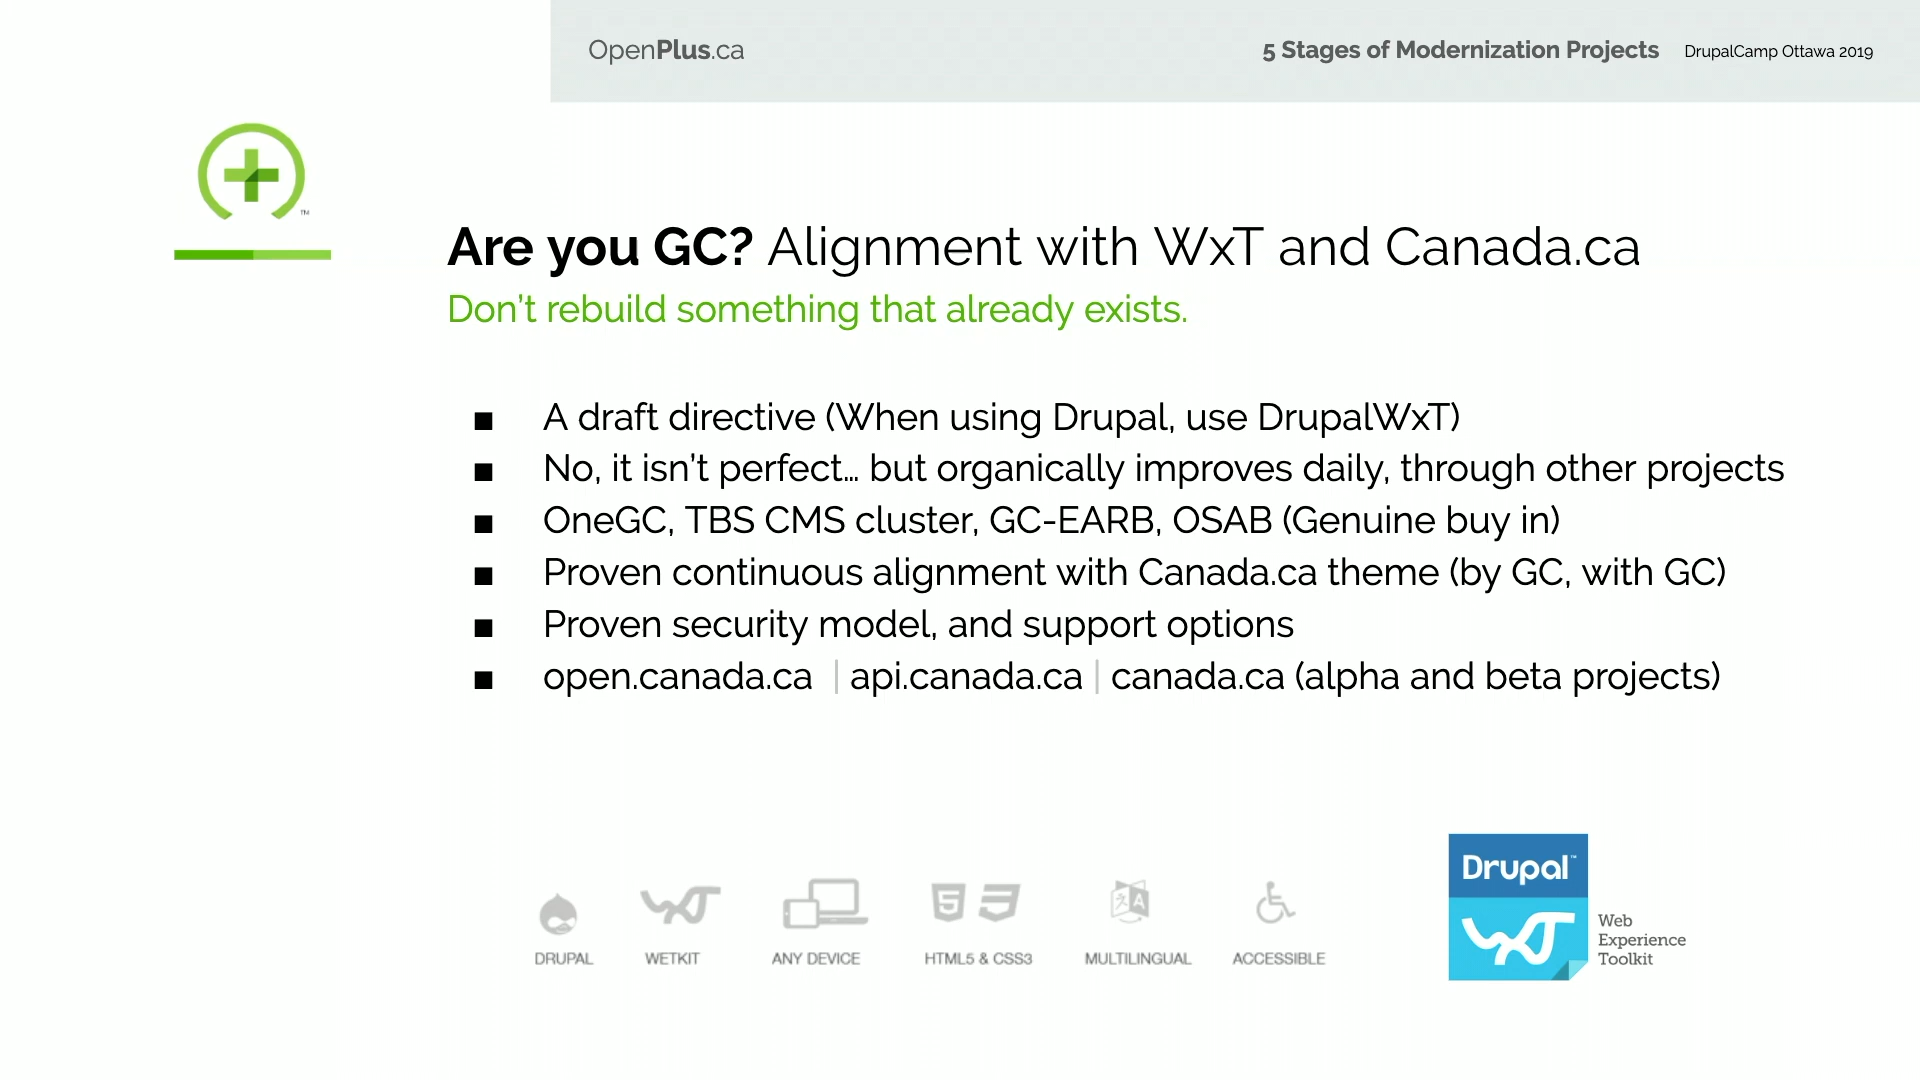 OpenPlus.ca
5 Stages of Modernization Projects DrupalCamp Ottawa 2019
TM
Are you GC? Alignment with WxT and Canada.ca
Don't rebuild something that already exists.
■ A draft directive (When using Drupal, use DrupalWxT)
■ No, it isn't perfect... but organically improves daily, through other projects
■ OneGC, TBS CMS cluster, GC-EARB, OSAB (Genuine buy in)
■ Proven continuous alignment with Canada.ca theme (by GC, with GC)
■ Proven security model, and support options
■ open.canada.ca | api.canada.ca | canada.ca (alpha and beta projects)
DRUPAL WETKIT ANY DEVICE HTML5 & CSS3 MULTILINGUAL ACCESSIBLE
Drupal™
WxT
Web
Experience
Toolkit